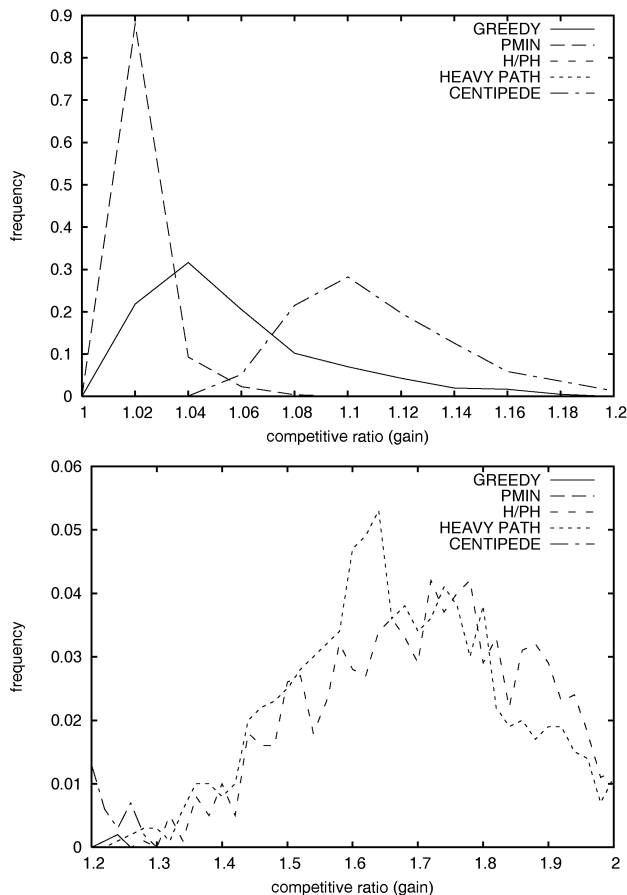 0.9
0.8
0.7
0.6
0.5
0.4
0.3
0.2
0.1
0
frequency
GREEDY
PMIN
H/PH
HEAVY PATH
CENTIPEDE
1 1.02 1.04 1.06 1.08 1.1 1.12 1.14 1.16 1.18 1.2
competitive ratio (gain)
0.06
0.05
0.04
0.03
0.02
0.01
0
frequency
GREEDY
PMIN
H/PH
HEAVY PATH
CENTIPEDE
1.2 1.3 1.4 1.5 1.6 1.7 1.8 1.9 2
competitive ratio (gain)